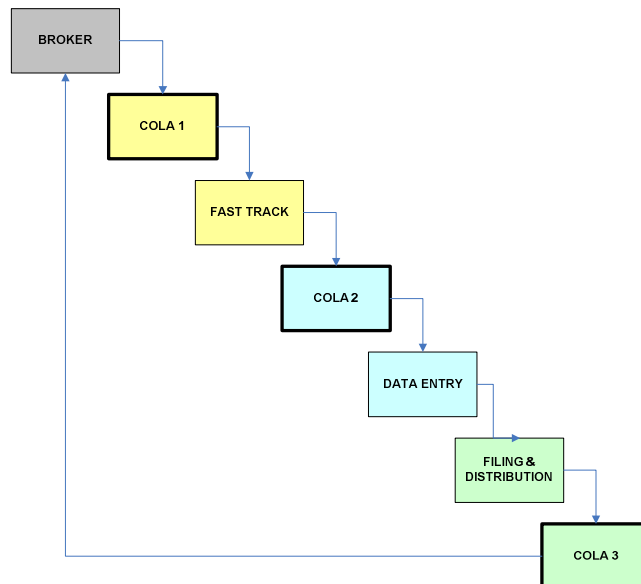 BROKER
COLA 1
FAST TRACK
COLA 2
DATA ENTRY
FILING &
DISTRIBUTION
COLA 3